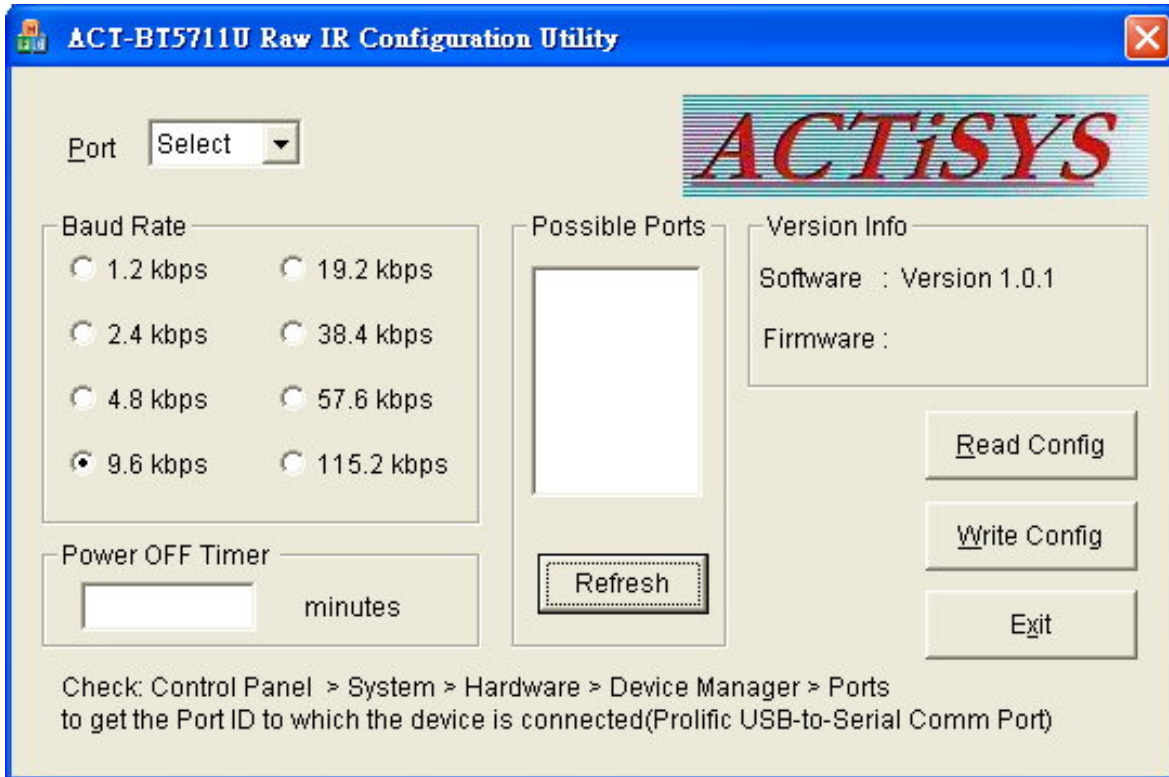 ACT-BT5711U Raw IR Configuration Utility
Port Select
ACTiSYS
Baud Rate
1.2 kbps 19.2 kbps
2.4 kbps 38.4 kbps
4.8 kbps 57.6 kbps
9.6 kbps 115.2 kbps
Power OFF Timer
minutes
Possible Ports
Refresh
Version Info
Software : Version 1.0.1
Firmware :
Read Config
Write Config
Exit
Check: Control Panel > System > Hardware > Device Manager > Ports
to get the Port ID to which the device is connected(Prolific USB-to-Serial Comm Port)